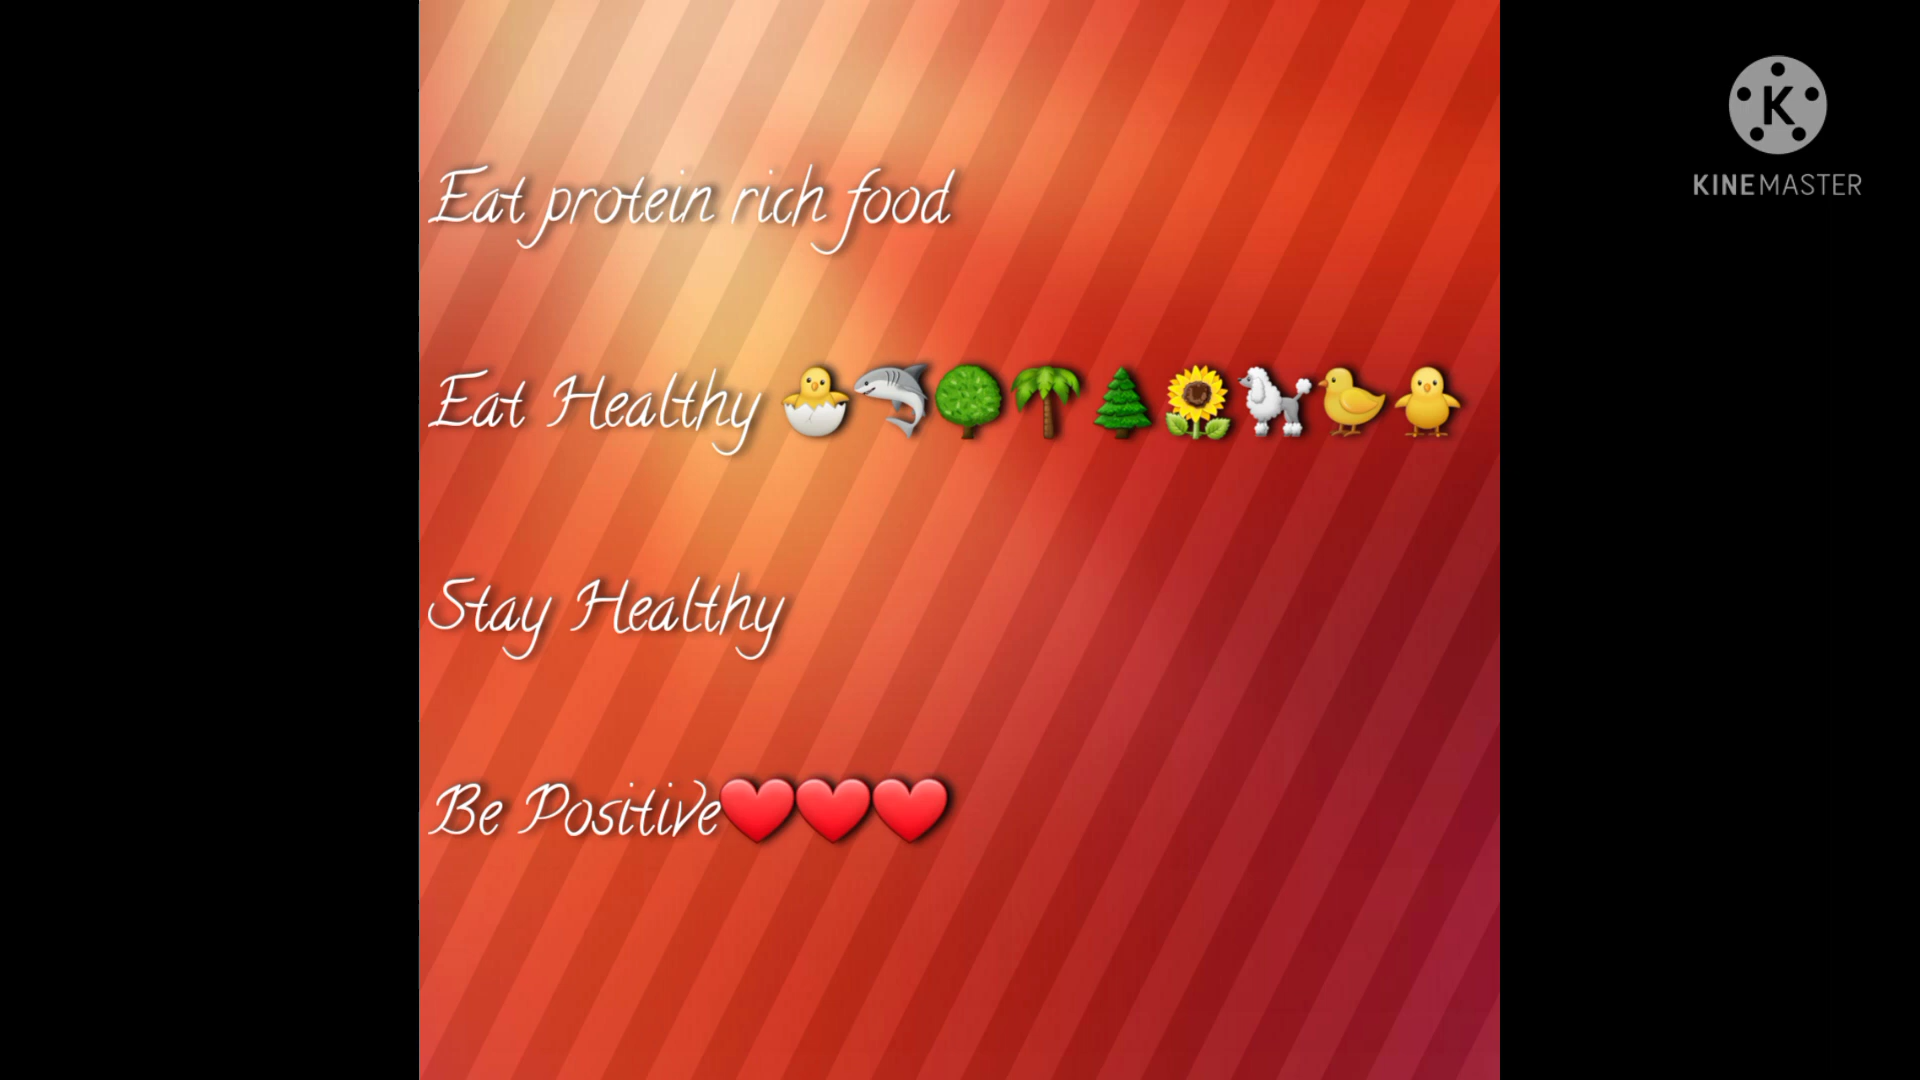 Eat protein rich food
Eat Healthy 🐣🦈🌳🌴🌲🌻🐩🐤🐥
Stay Healthy
Be Positive❤️❤️❤️
K
KINEMASTER